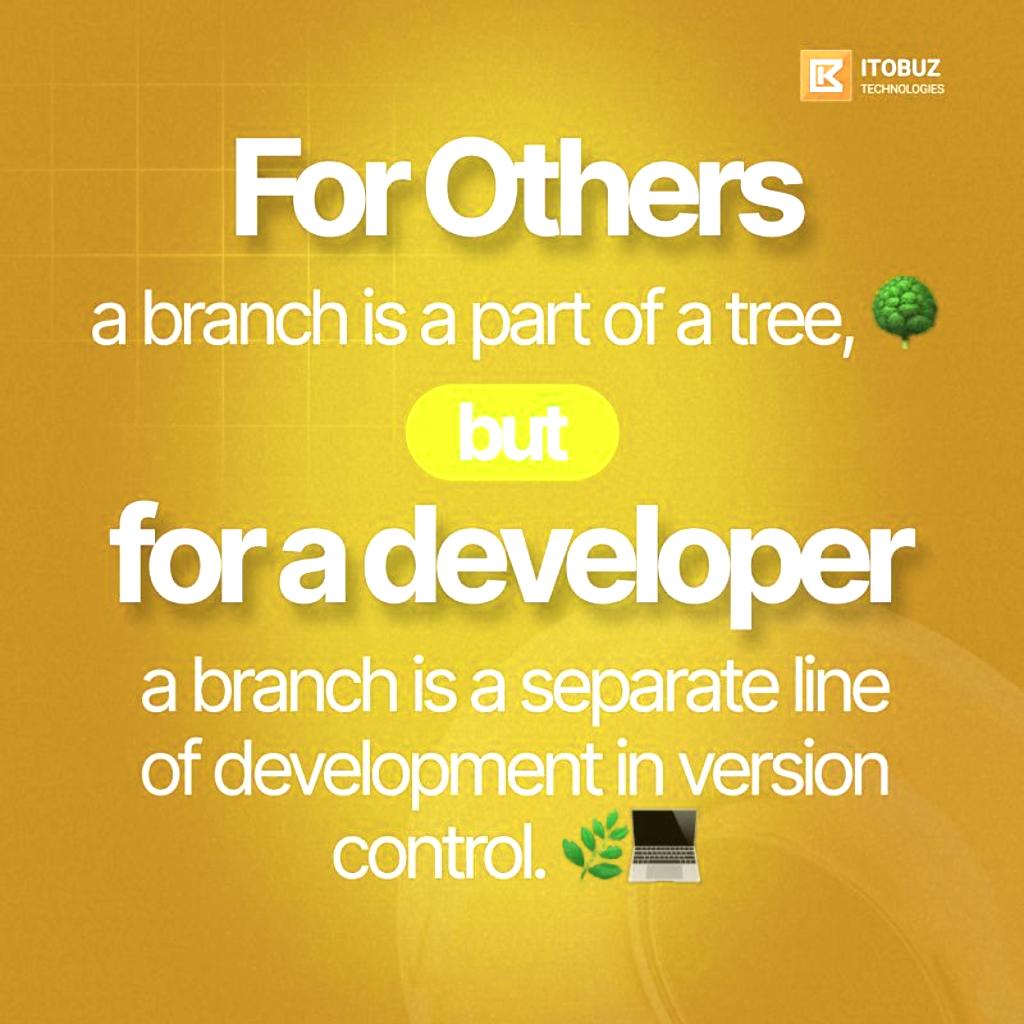 ITOBUZ
TECHNOLOGIES
For Others
a branch is a part of a tree,
but
for a developer
a branch is a separate line
of development in version
control.